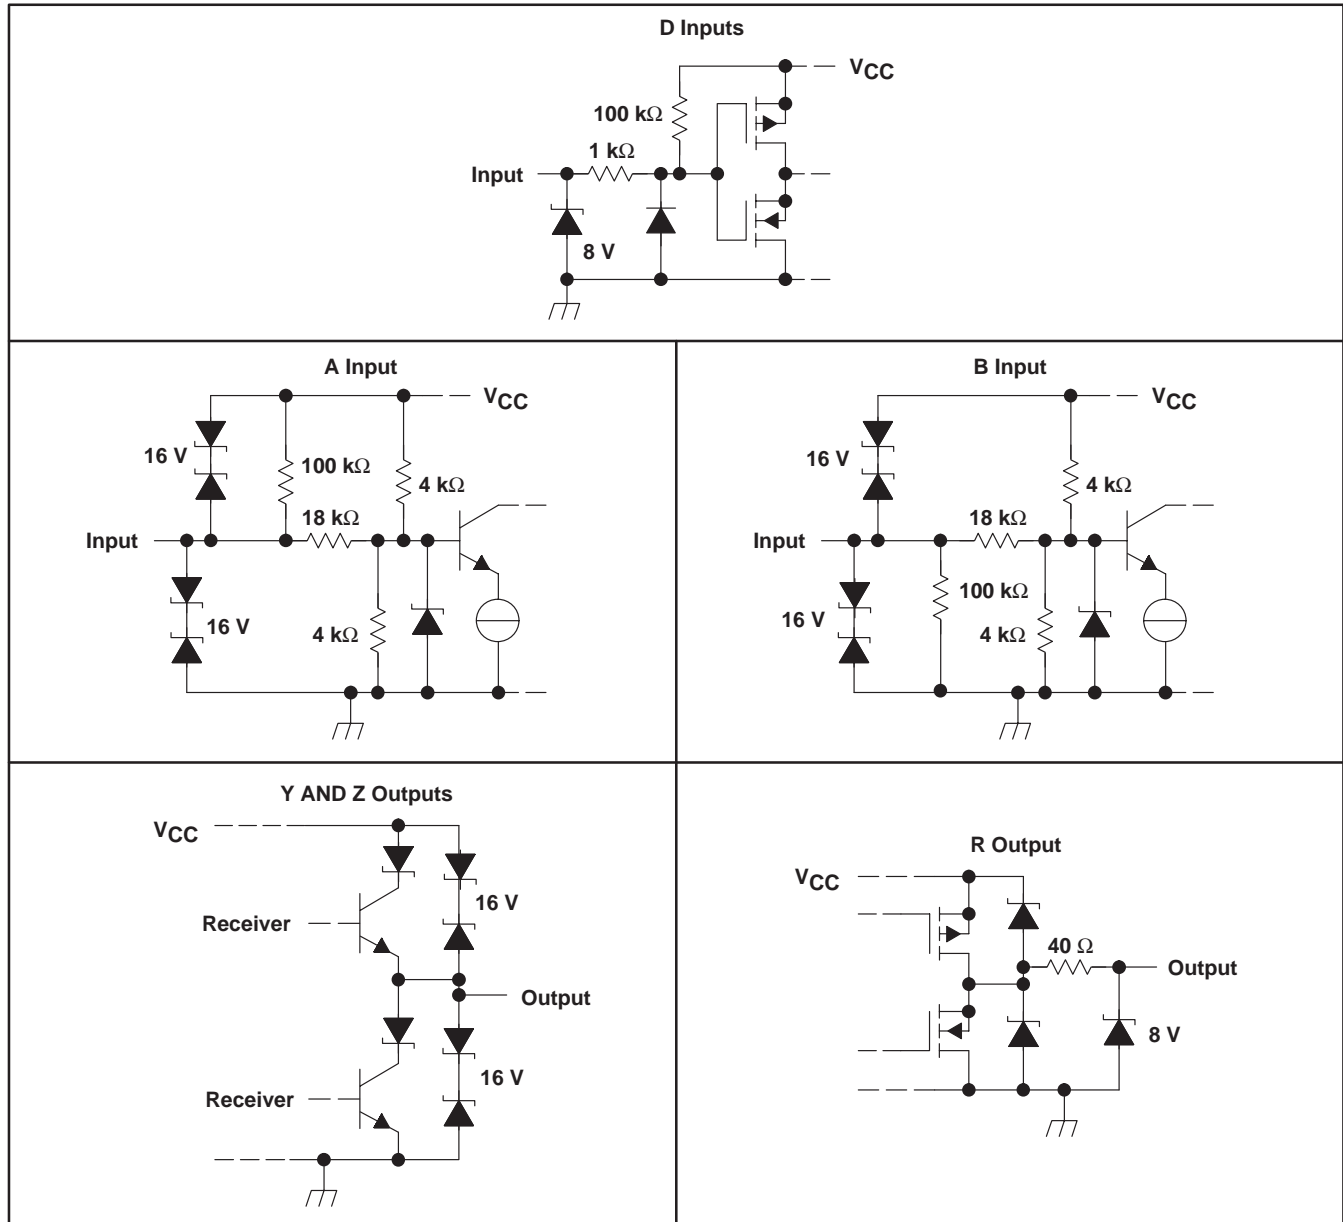 D Inputs
VCC
100 kΩ
1 kΩ
Input
8 V
A Input
VCC
16 V
100 kΩ
4 kΩ
18 kΩ
Input
16 V
4 kΩ
B Input
VCC
16 V
4 kΩ
18 kΩ
Input
100 kΩ
16 V
4 kΩ
Y AND Z Outputs
VCC
16 V
Receiver
Output
16 V
Receiver
R Output
VCC
40 Ω
Output
8 V